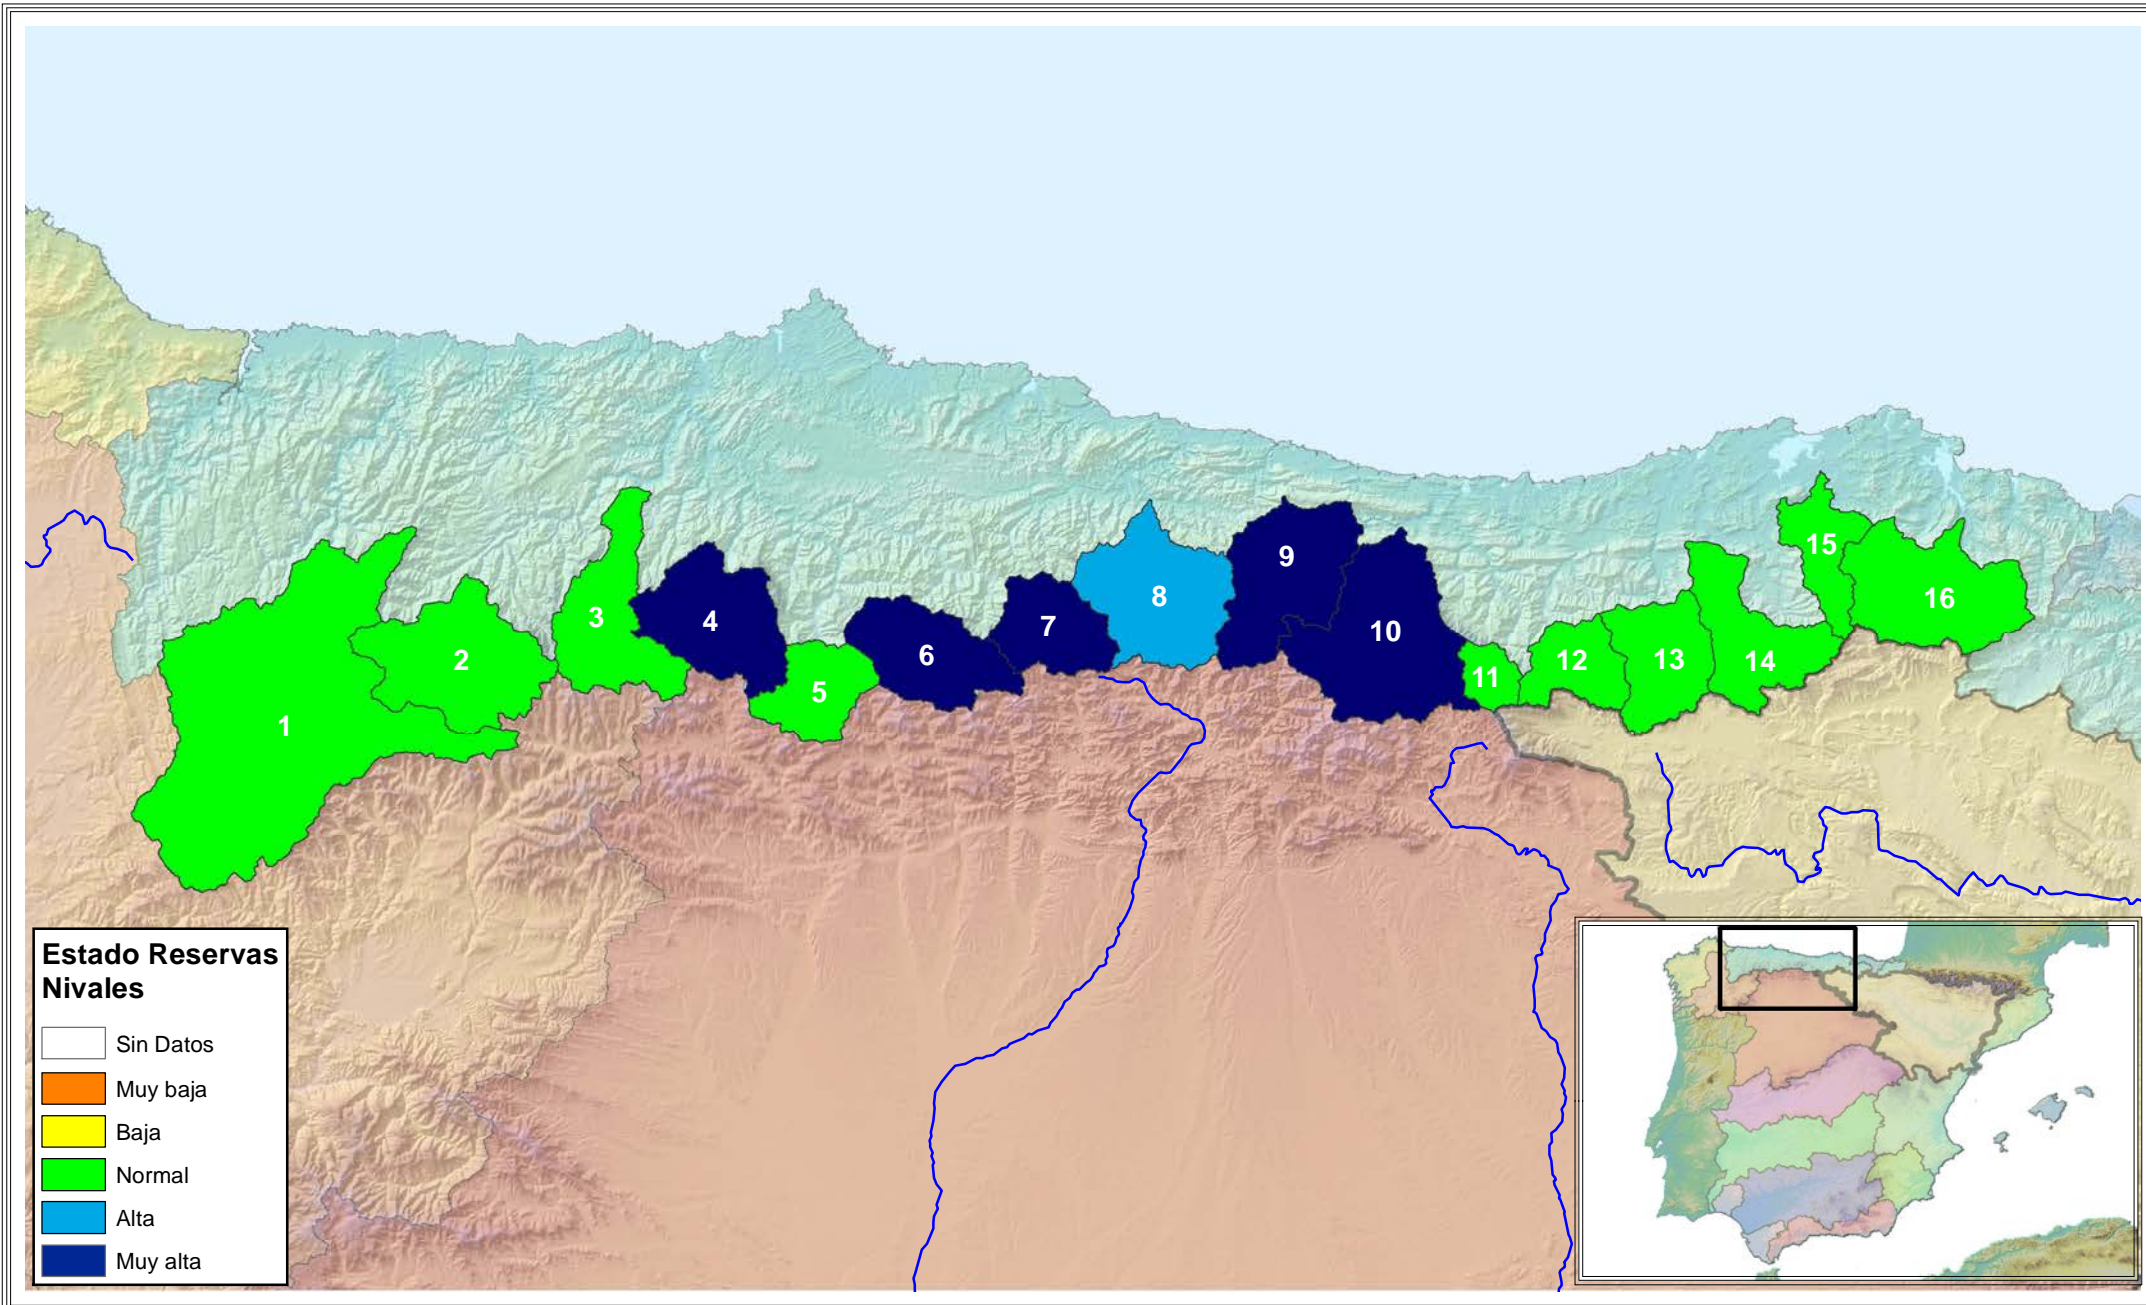 1
2
3
4
5
6
7
8
9
10
11
12
13
14
15
16
Estado Reservas
Nivales
Sin Datos
Muy baja
Baja
Normal
Alta
Muy alta